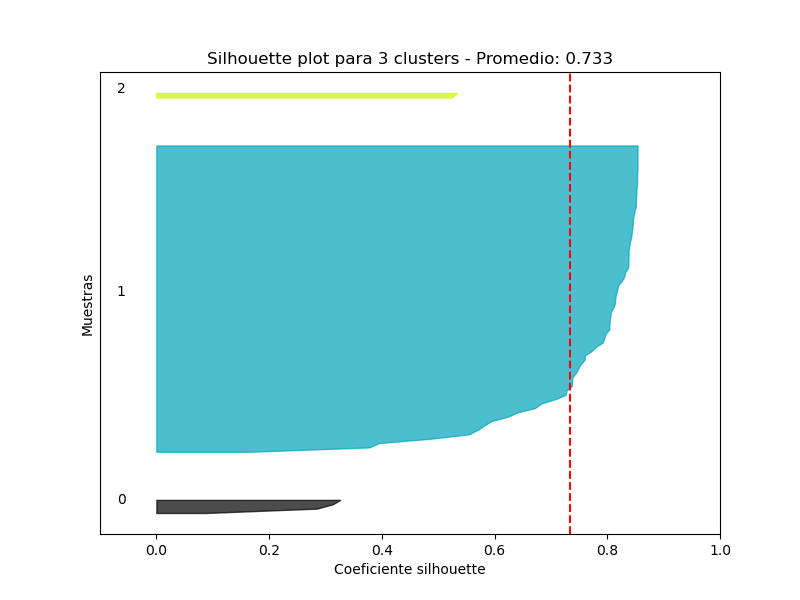 Silhouette plot para 3 clusters - Promedio: 0.733
2
1
0
Muestras
0.0 0.2 0.4 0.6 0.8 1.0
Coeficiente silhouette